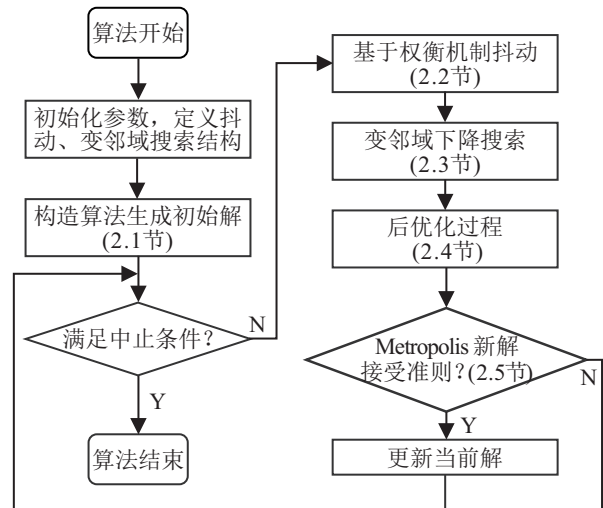 算法开始
初始化参数，定义抖
动、变邻域搜索结构
构造算法生成初始解
(2.1节)
满足中止条件？
N
Y
算法结束
基于权衡机制抖动
(2.2节)
变邻域下降搜索
(2.3节)
后优化过程
(2.4节)
Metropolis 新解
接受准则？(2.5节)
N
Y
更新当前解